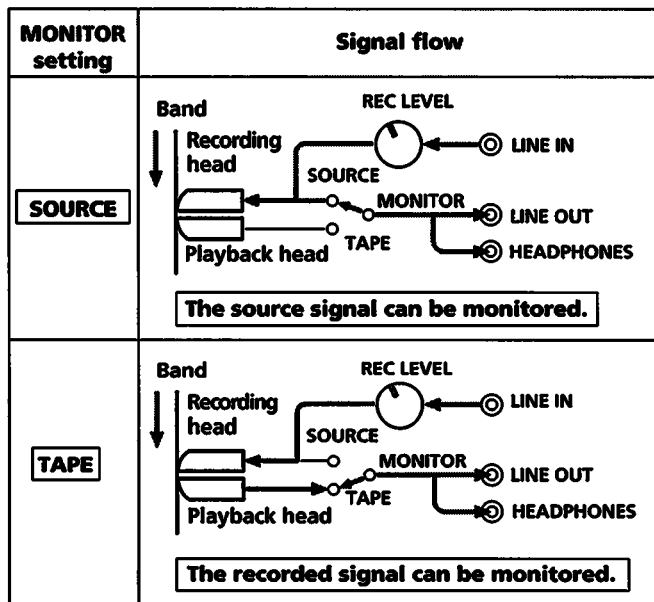 MONITOR
setting
Signal flow
SOURCE
Band
Recording
head
REC LEVEL
LINE IN
SOURCE
MONITOR
LINE OUT
TAPE
HEADPHONES
Playback head
The source signal can be monitored.
TAPE
Band
Recording
head
REC LEVEL
LINE IN
SOURCE
MONITOR
LINE OUT
TAPE
HEADPHONES
Playback head
The recorded signal can be monitored.